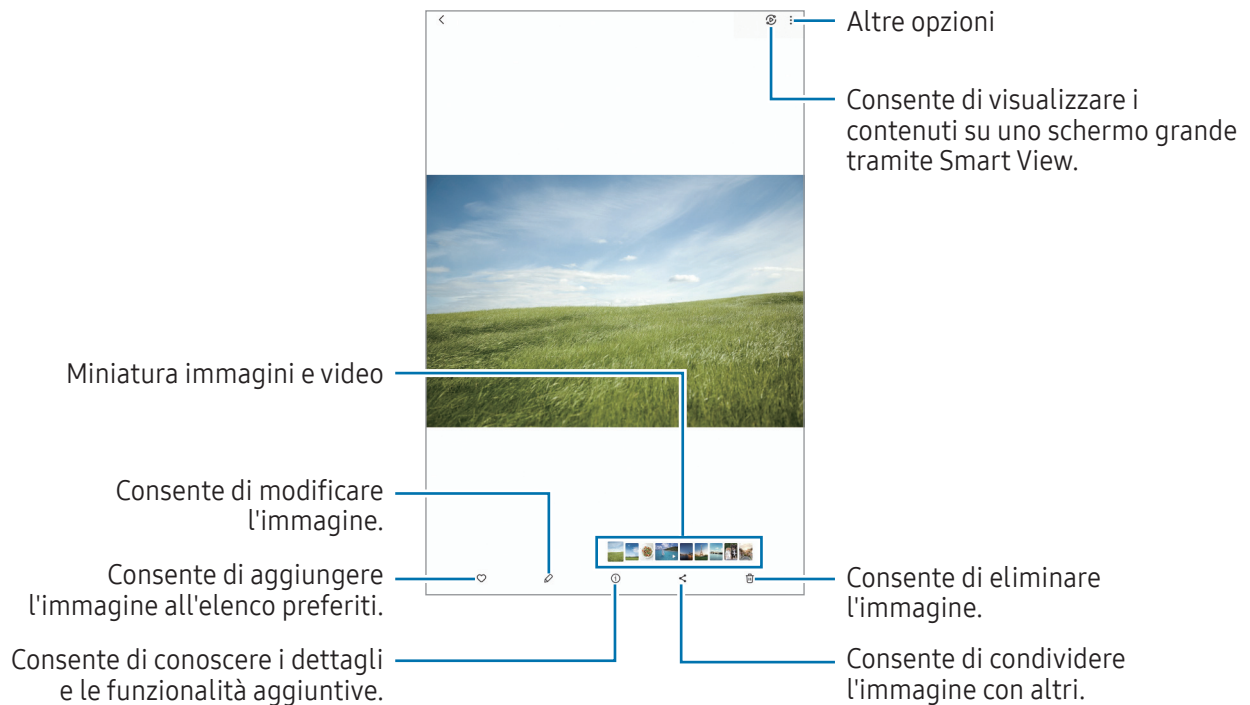 Altre opzioni
Consente di visualizzare i
contenuti su uno schermo grande
tramite Smart View.
Miniatura immagini e video
Consente di modificare
l'immagine.
Consente di aggiungere
l'immagine all'elenco preferiti.
Consente di eliminare
l'immagine.
Consente di conoscere i dettagli
e le funzionalità aggiuntive.
Consente di condividere
l'immagine con altri.